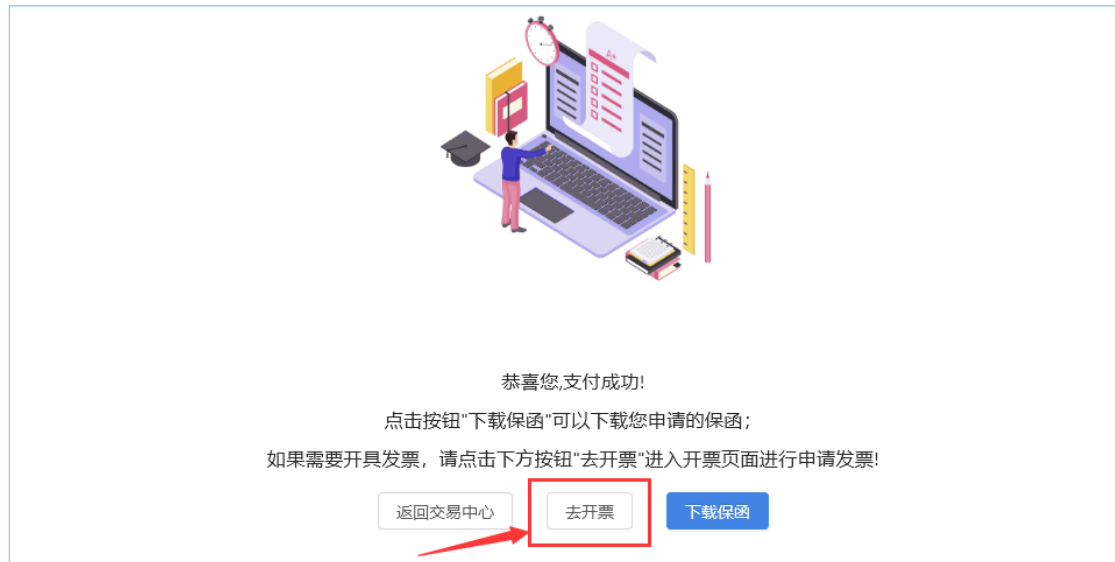 A+
恭喜您,支付成功!
点击按钮"下载保函"可以下载您申请的保函；
如果需要开具发票，请点击下方按钮"去开票"进入开票页面进行申请发票!
返回交易中心
去开票
下载保函